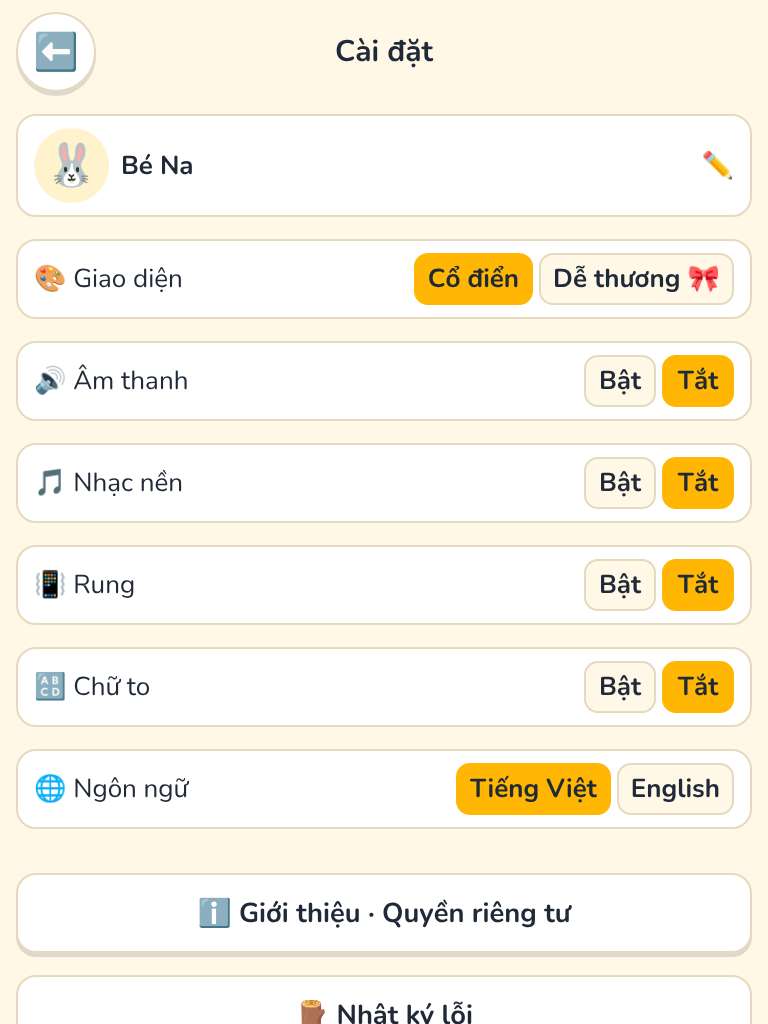 Cài đặt
Bé Na
Giao diện Cổ điển Dễ thương
Âm thanh Bật Tắt
Nhạc nền Bật Tắt
Rung Bật Tắt
Chữ to Bật Tắt
Ngôn ngữ Tiếng Việt English
Giới thiệu · Quyền riêng tư
Nhật ký lỗi